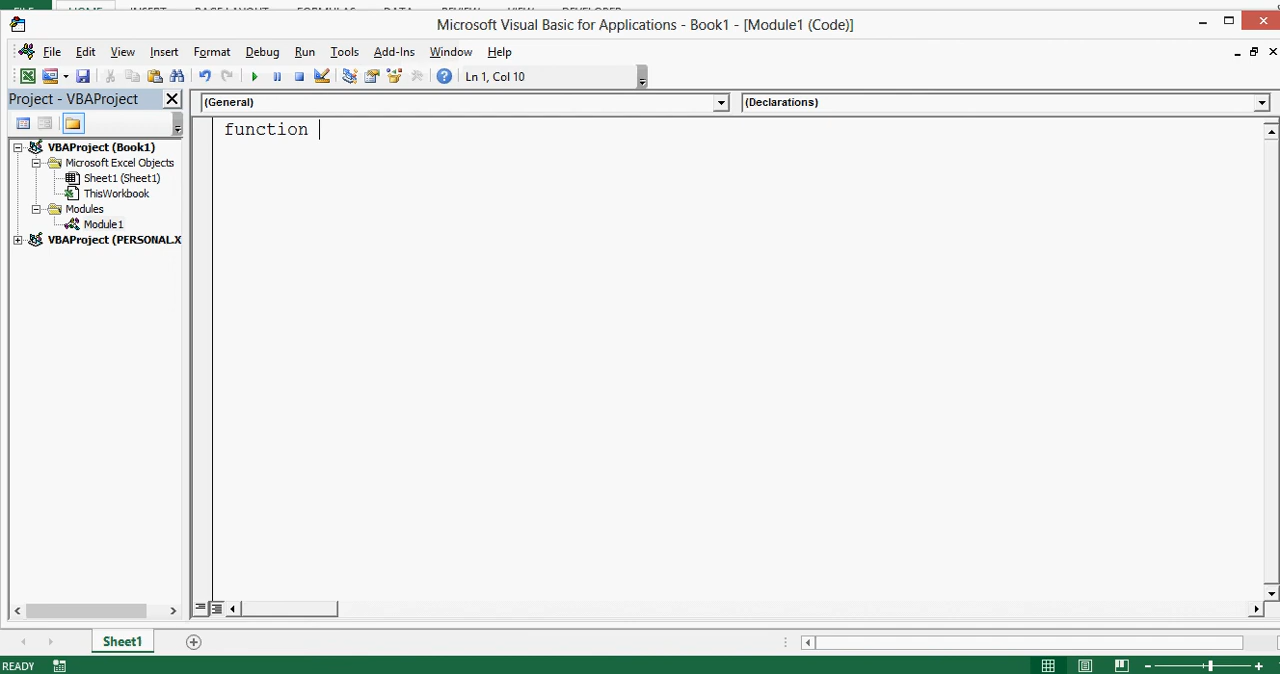 Microsoft Visual Basic for Applications - Book1 - [Module1 (Code)]
File Edit View Insert Format Debug Run Tools Add-Ins Window Help
Ln 1, Col 10
Project - VBAProject
(General) (Declarations)
function
VBAProject (Book1)
Microsoft Excel Objects
Sheet1 (Sheet1)
ThisWorkbook
Modules
Module1
VBAProject (PERSONAL.X
Sheet1
READY